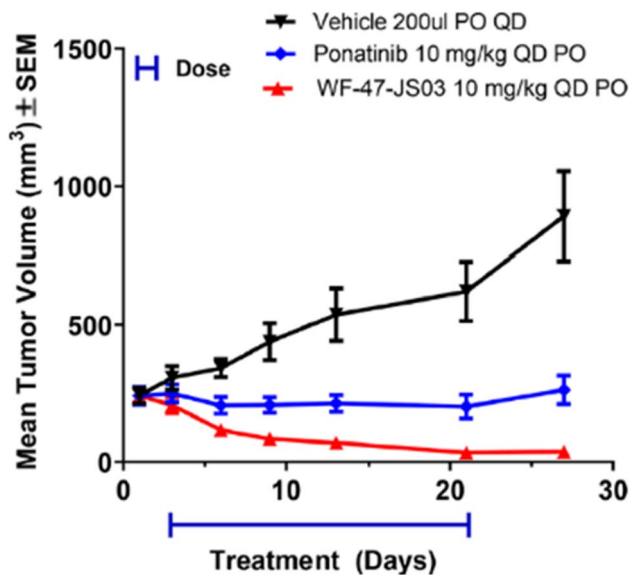 Vehicle 200ul PO QD
Ponatinib 10 mg/kg QD PO
WF-47-JS03 10 mg/kg QD PO
Dose
Mean Tumor Volume (mm³) ± SEM
1500
1000
500
0
0 10 20 30
Treatment (Days)